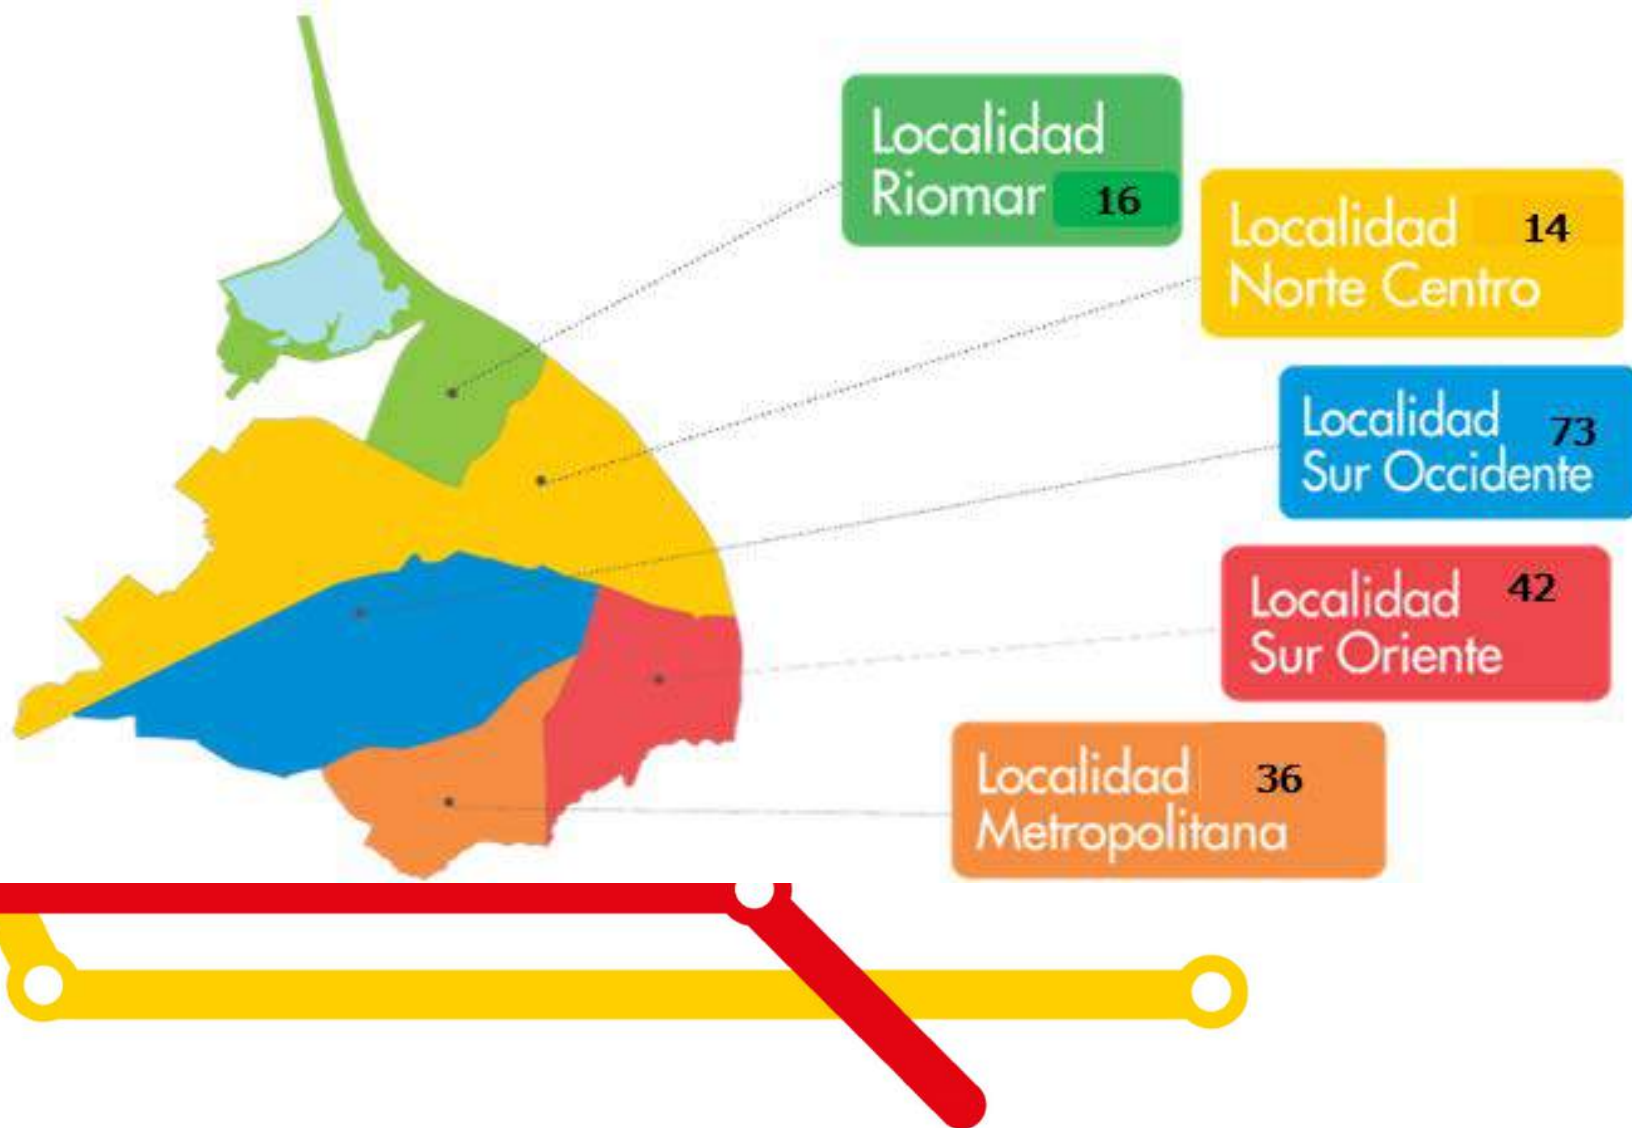 Localidad
Riomar 16
Localidad 14
Norte Centro
Localidad 73
Sur Occidente
Localidad 42
Sur Oriente
Localidad 36
Metropolitana